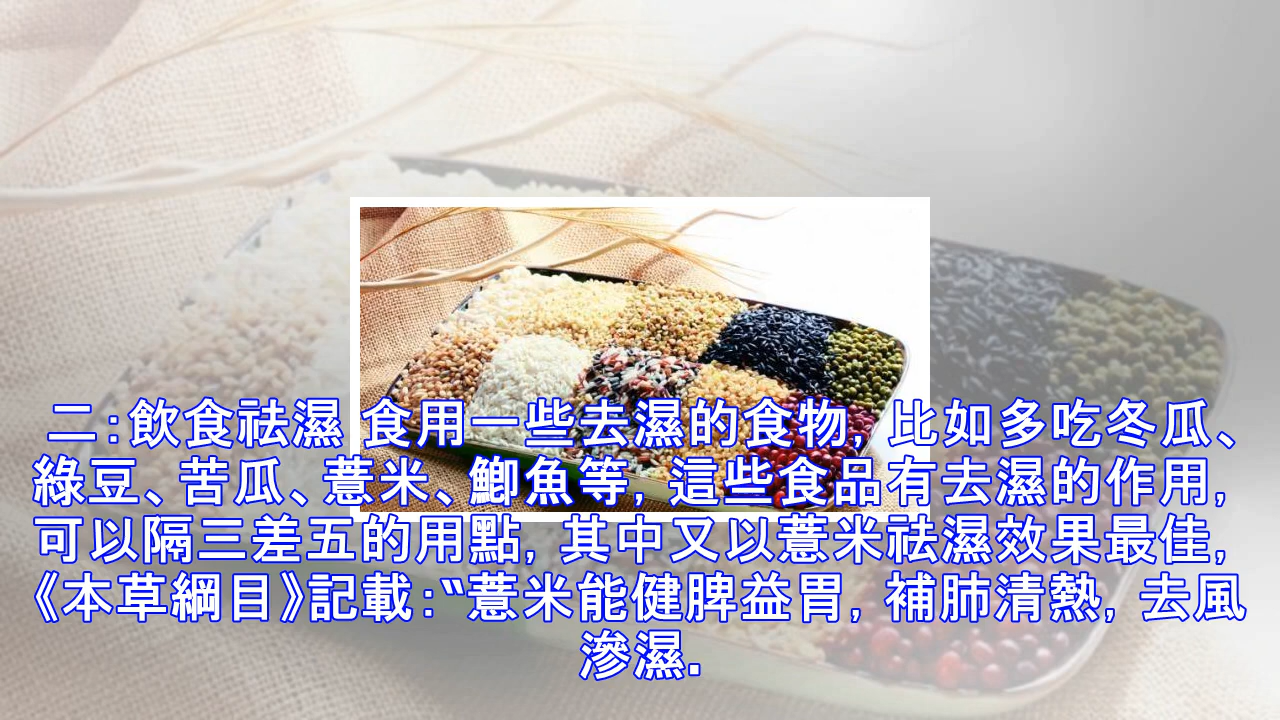 二:飲食祛濕 食用一些去濕的食物, 比如多吃冬瓜、
綠豆、苦瓜、薏米、鯽魚等, 這些食品有去濕的作用,
可以隔三差五的用點, 其中又以薏米祛濕效果最佳,
《本草綱目》記載:“薏米能健脾益胃, 補肺清熱, 去風
滲濕.